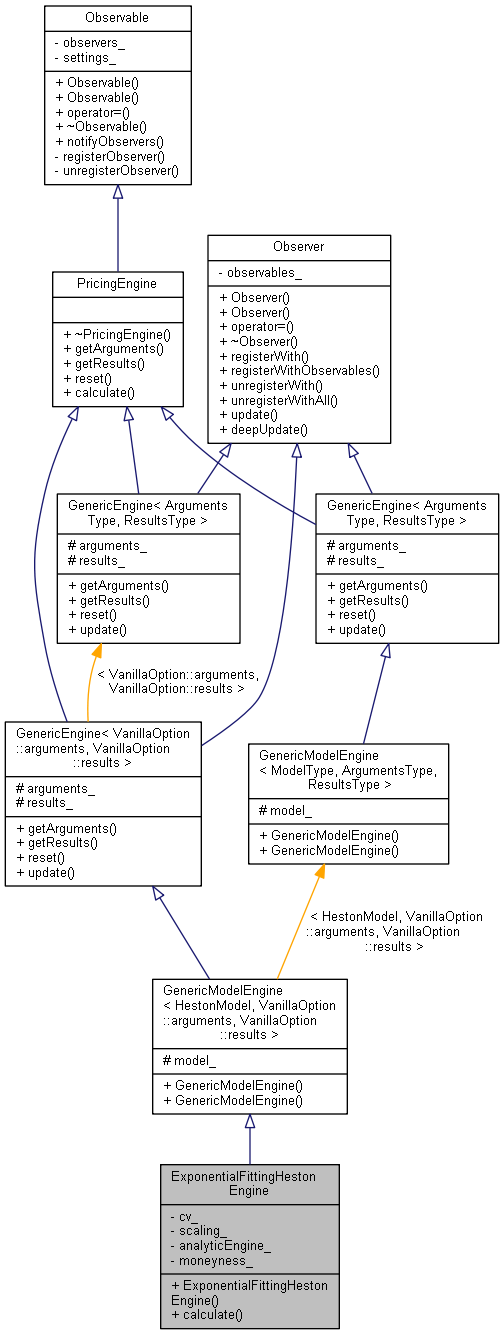 Observable
- observers_
- settings_
+ Observable()
+ Observable()
+ operator=()
+ ~Observable()
+ notifyObservers()
- registerObserver()
- unregisterObserver()
Observer
- observables_
+ Observer()
+ Observer()
+ operator=()
+ ~Observer()
+ registerWith()
+ registerWithObservables()
+ unregisterWith()
+ unregisterWithAll()
+ update()
+ deepUpdate()
PricingEngine
+ ~PricingEngine()
+ getArguments()
+ getResults()
+ reset()
+ calculate()
GenericEngine< Arguments
Type, ResultsType >
# arguments_
# results_
+ getArguments()
+ getResults()
+ reset()
+ update()
GenericEngine< Arguments
Type, ResultsType >
# arguments_
# results_
+ getArguments()
+ getResults()
+ reset()
+ update()
< VanillaOption::arguments,
VanillaOption::results >
GenericEngine< VanillaOption
::arguments, VanillaOption
::results >
# arguments_
# results_
+ getArguments()
+ getResults()
+ reset()
+ update()
GenericModelEngine
< ModelType, ArgumentsType,
ResultsType >
# model_
+ GenericModelEngine()
+ GenericModelEngine()
< HestonModel, VanillaOption
::arguments, VanillaOption
::results >
GenericModelEngine
< HestonModel, VanillaOption
::arguments, VanillaOption
::results >
# model_
+ GenericModelEngine()
+ GenericModelEngine()
ExponentialFittingHeston
Engine
- cv_
- scaling_
- analyticEngine_
- moneyness_
+ ExponentialFittingHeston
Engine()
+ calculate()